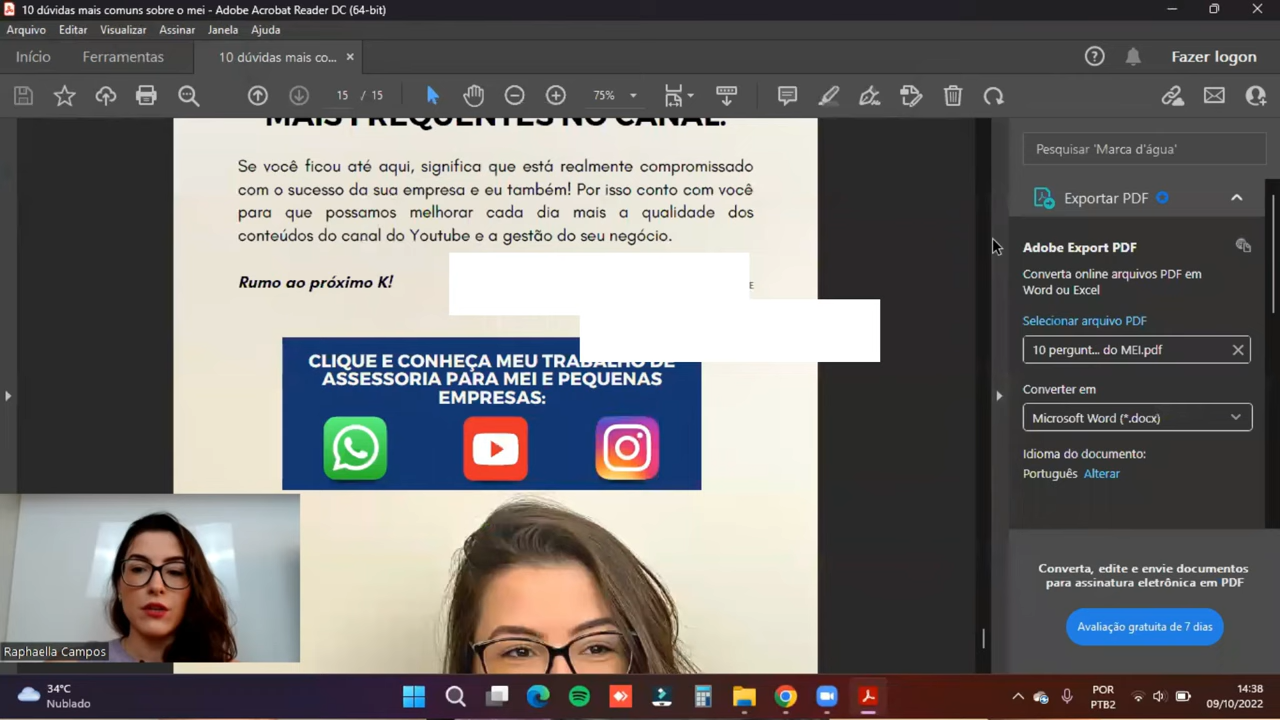 10 dúvidas mais comuns sobre o mei - Adobe Acrobat Reader DC (64-bit)
Arquivo Editar Visualizar Assinar Janela Ajuda
Início Ferramentas 10 dúvidas mais co... Fazer logon
15 / 15 75%
MAIS FREQUENTES NO CANAL.
Se você ficou até aqui, significa que está realmente compromissado
com o sucesso da sua empresa e eu também! Por isso conto com você
para que possamos melhorar cada dia mais a qualidade dos
conteúdos do canal do Youtube e a gestão do seu negócio.
Rumo ao próximo K!
E
CLIQUE E CONHEÇA MEU TRABALHO DE
ASSESSORIA PARA MEI E PEQUENAS
EMPRESAS:
Raphaella Campos
Pesquisar 'Marca d'água'
Exportar PDF
Adobe Export PDF
Converta online arquivos PDF em
Word ou Excel
Selecionar arquivo PDF
10 pergunt... do MEI.pdf
Converter em
Microsoft Word (*.docx)
Idioma do documento:
Português Alterar
Converta, edite e envie documentos
para assinatura eletrônica em PDF
Avaliação gratuita de 7 dias
34°C
Nublado
POR
PTB2
14:38
09/10/2022